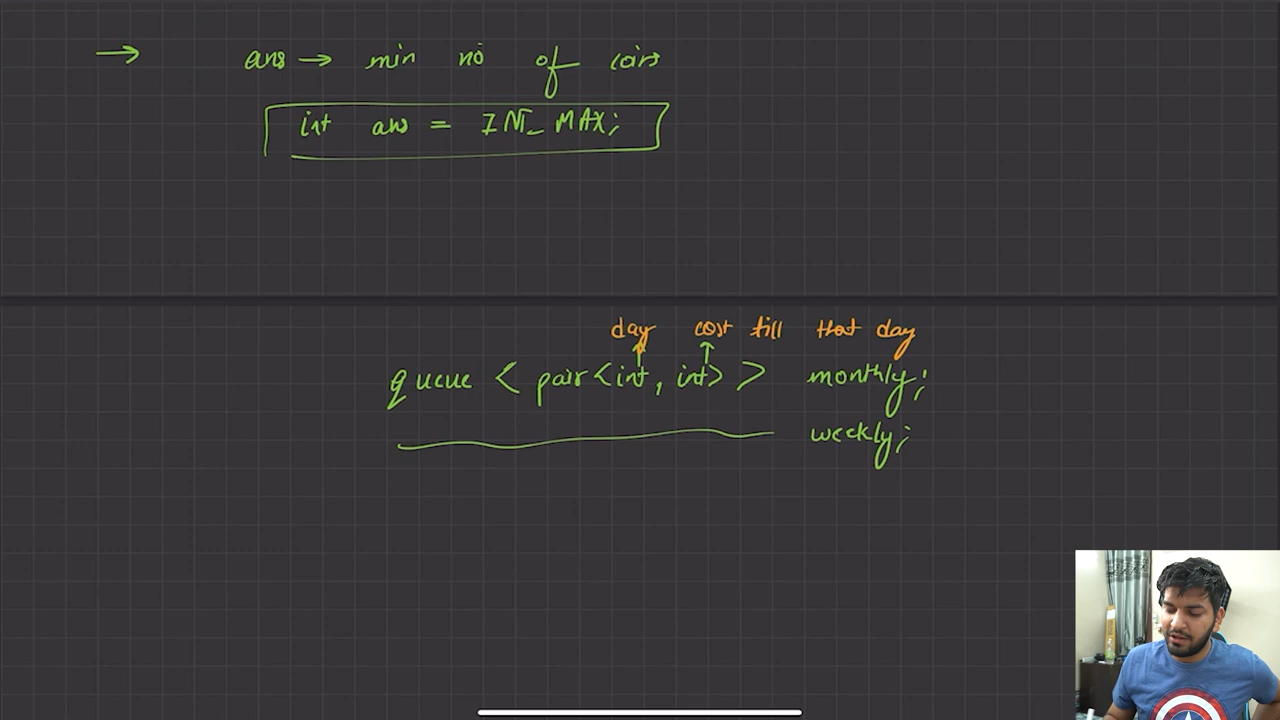 → ans → min no of coins
int ans = INT_MAX;
day cost till that day
queue < pair<int, int> > monthly;
weekly;